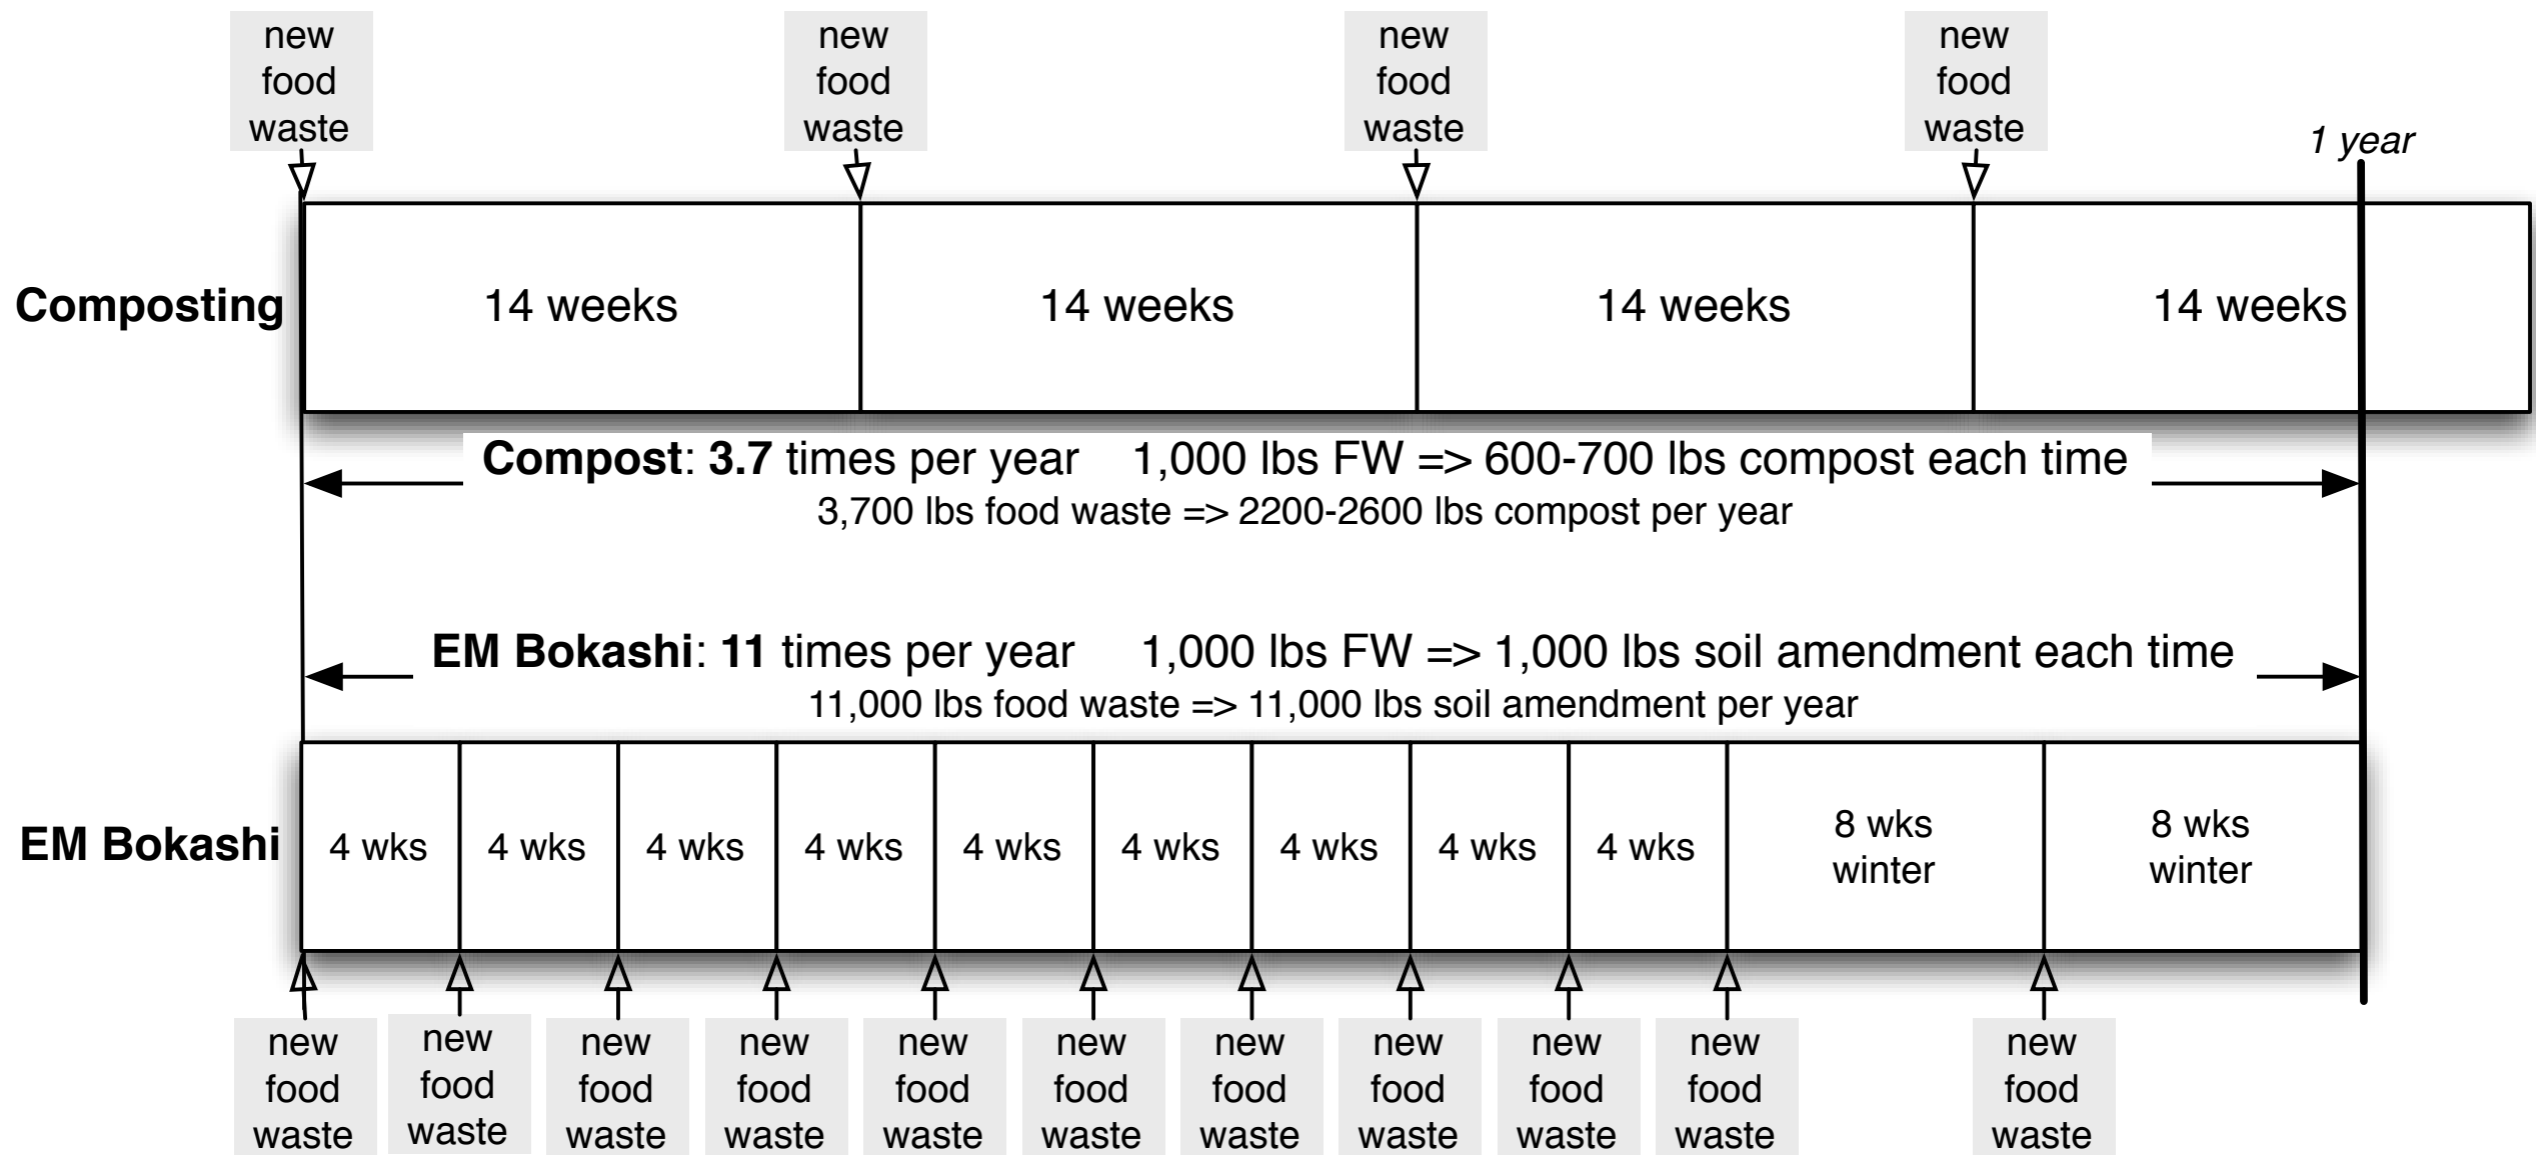 new
food
waste
new
food
waste
new
food
waste
new
food
waste
1 year
Composting
14 weeks
14 weeks
14 weeks
14 weeks
Compost: 3.7 times per year 1,000 lbs FW => 600-700 lbs compost each time
3,700 lbs food waste => 2200-2600 lbs compost per year
EM Bokashi: 11 times per year 1,000 lbs FW => 1,000 lbs soil amendment each time
11,000 lbs food waste => 11,000 lbs soil amendment per year
EM Bokashi
4 wks
4 wks
4 wks
4 wks
4 wks
4 wks
4 wks
4 wks
4 wks
8 wks
winter
8 wks
winter
new
food
waste
new
food
waste
new
food
waste
new
food
waste
new
food
waste
new
food
waste
new
food
waste
new
food
waste
new
food
waste
new
food
waste
new
food
waste